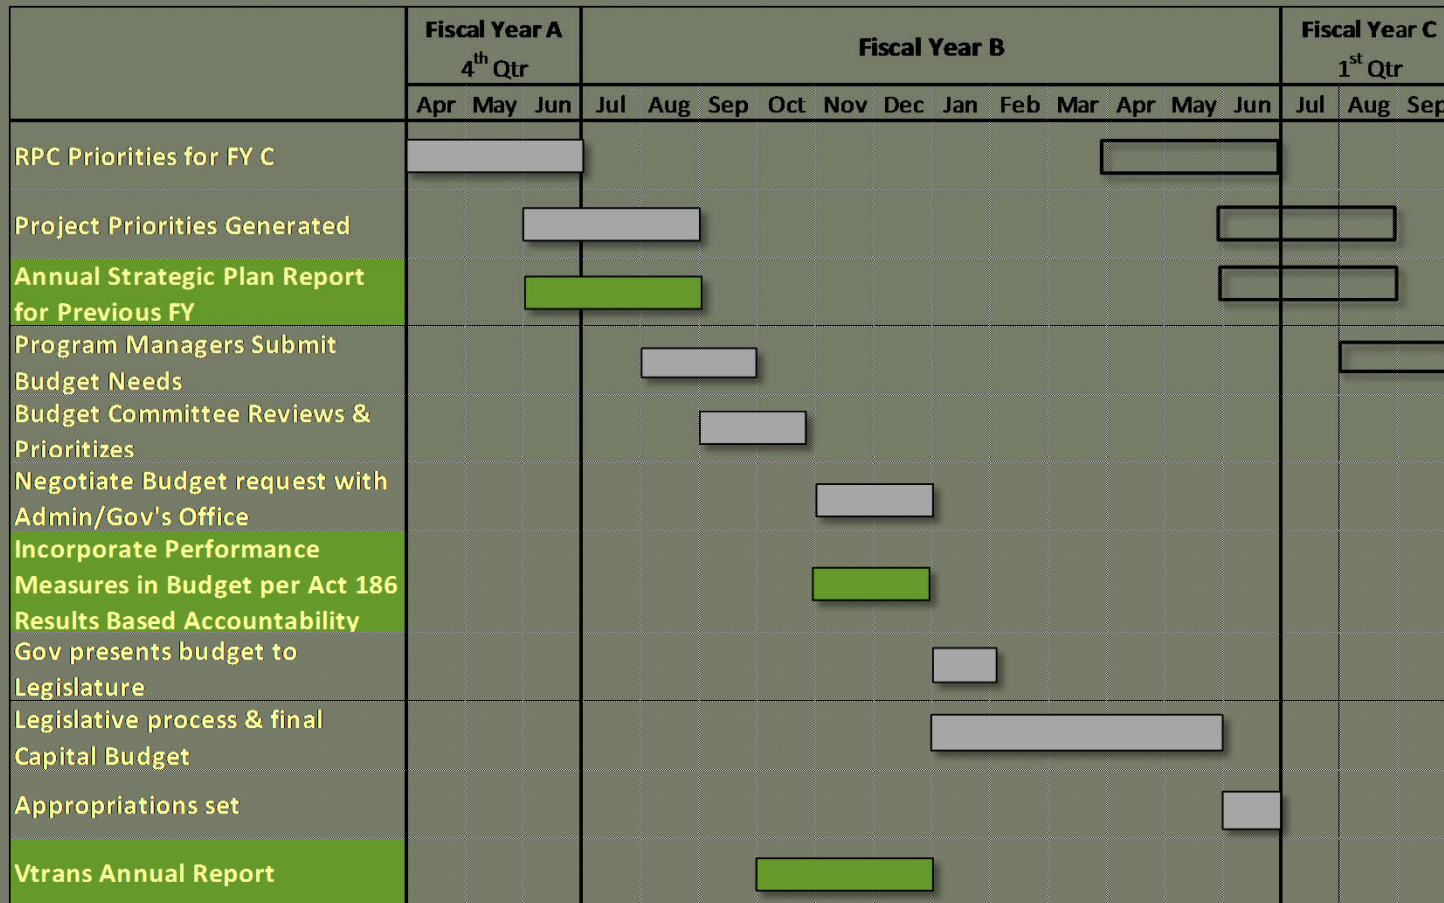 Fiscal Year A
4th Qtr
Fiscal Year B
Fiscal Year C
1st Qtr
Apr May Jun Jul Aug Sep Oct Nov Dec Jan Feb Mar Apr May Jun Jul Aug Sep
RPC Priorities for FY C
Project Priorities Generated
Annual Strategic Plan Report
for Previous FY
Program Managers Submit
Budget Needs
Budget Committee Reviews &
Prioritizes
Negotiate Budget request with
Admin/Gov's Office
Incorporate Performance
Measures in Budget per Act 186
Results Based Accountability
Gov presents budget to
Legislature
Legislative process & final
Capital Budget
Appropriations set
Vtrans Annual Report